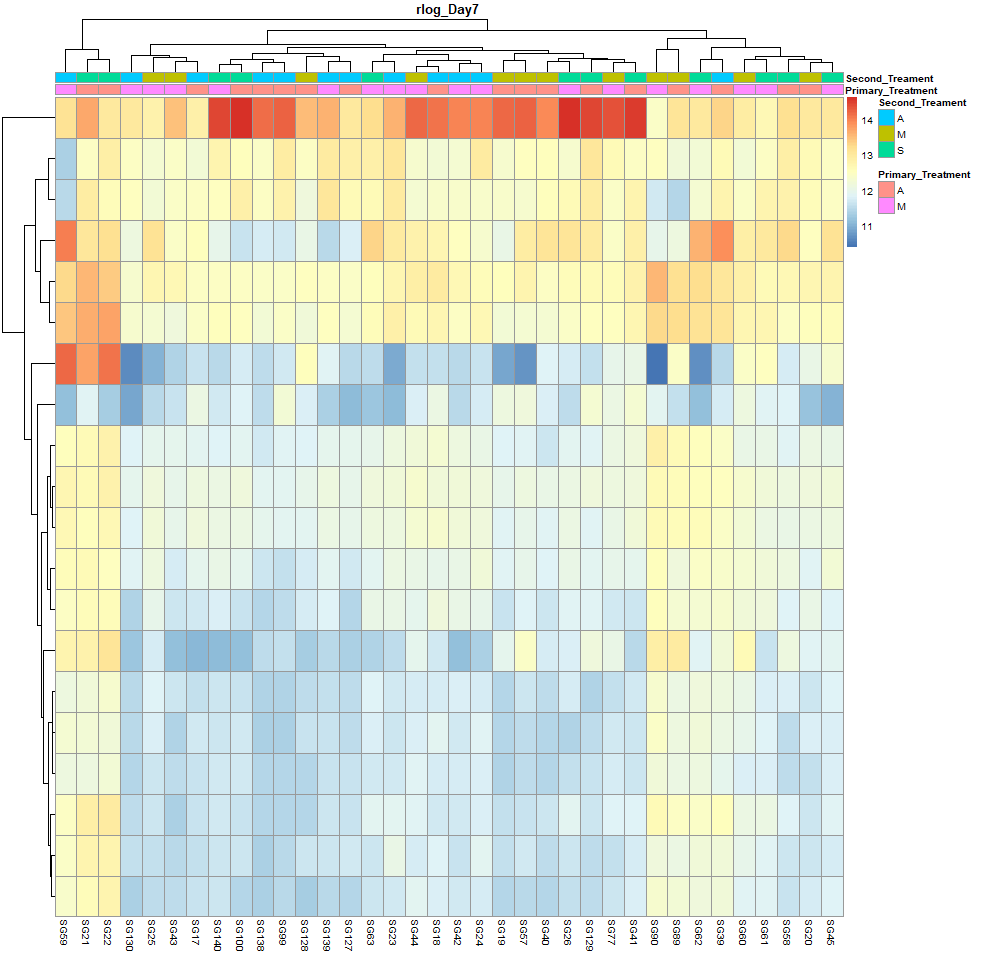 rlog_Day7
Second_Treament
Primary_Treatment
Second_Treament
A
M
S
Primary_Treatment
A
M
14
13
12
11
SG59 SG21 SG22 SG130 SG25 SG43 SG17 SG140 SG100 SG138 SG99 SG128 SG139 SG127 SG63 SG23 SG44 SG18 SG42 SG24 SG19 SG57 SG40 SG26 SG129 SG77 SG41 SG90 SG89 SG62 SG39 SG60 SG61 SG58 SG20 SG45